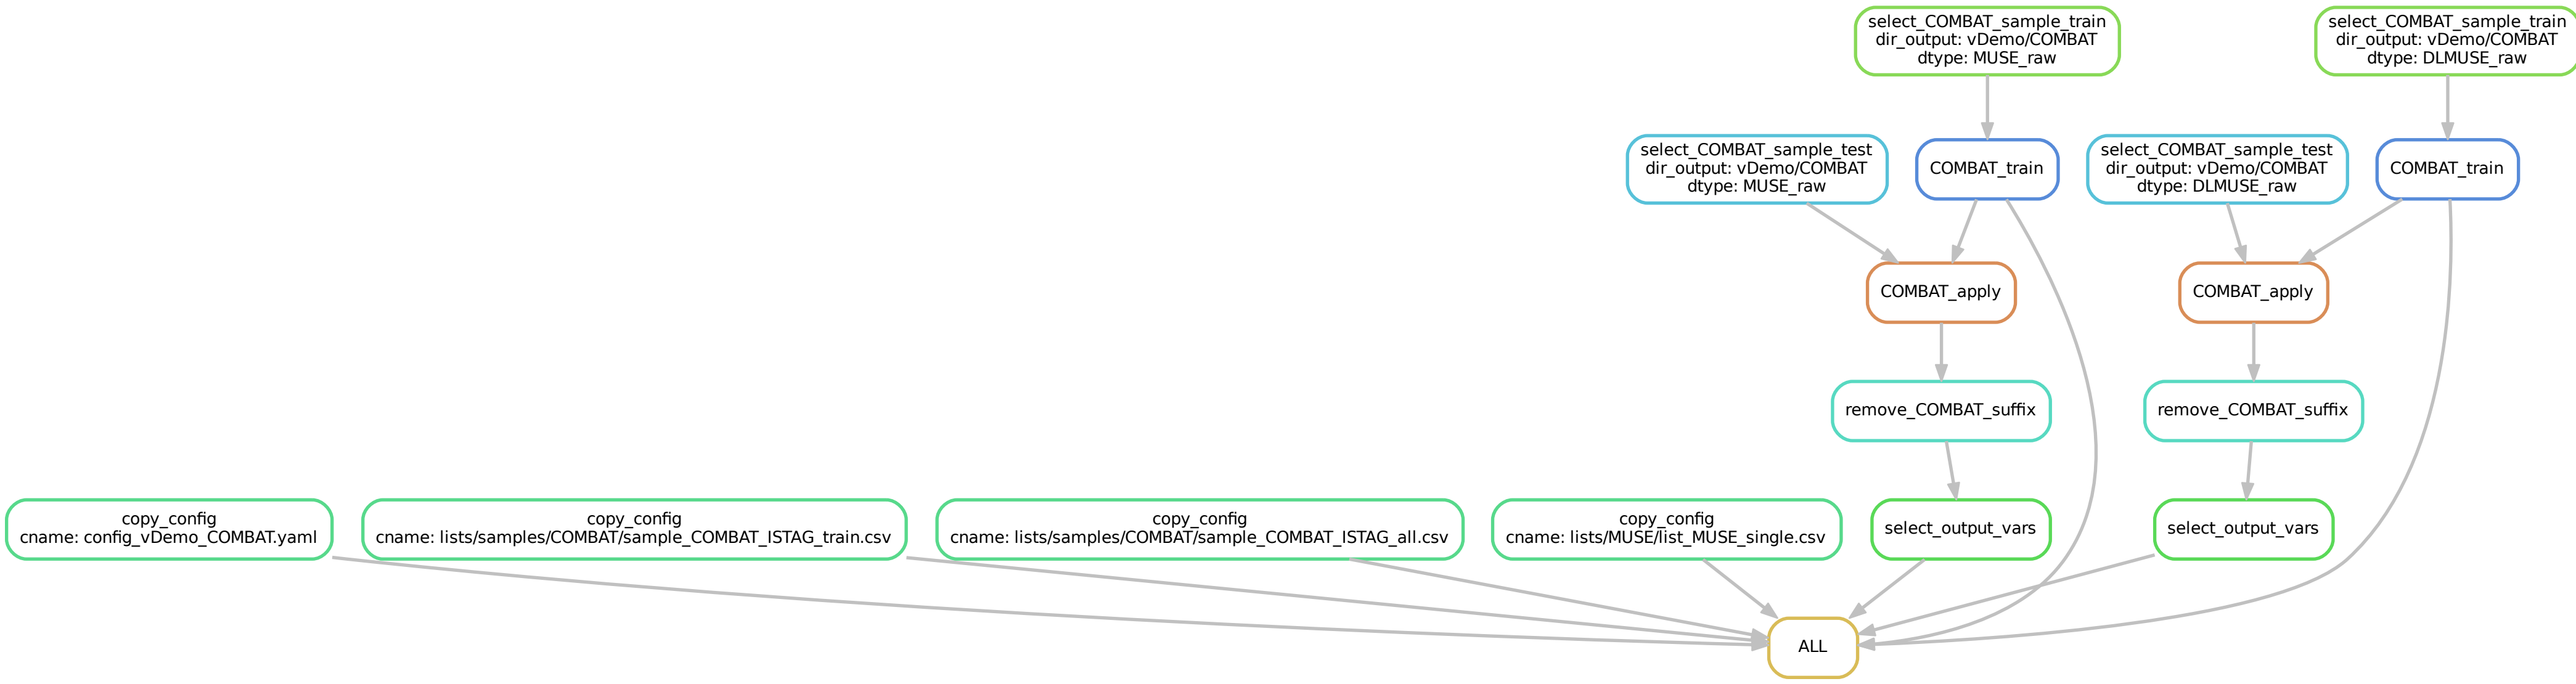 select_COMBAT_sample_train
dir_output: vDemo/COMBAT
dtype: MUSE_raw
select_COMBAT_sample_train
dir_output: vDemo/COMBAT
dtype: DLMUSE_raw
select_COMBAT_sample_test
dir_output: vDemo/COMBAT
dtype: MUSE_raw
COMBAT_train
select_COMBAT_sample_test
dir_output: vDemo/COMBAT
dtype: DLMUSE_raw
COMBAT_train
COMBAT_apply
COMBAT_apply
remove_COMBAT_suffix
remove_COMBAT_suffix
copy_config
cname: config_vDemo_COMBAT.yaml
copy_config
cname: lists/samples/COMBAT/sample_COMBAT_ISTAG_train.csv
copy_config
cname: lists/samples/COMBAT/sample_COMBAT_ISTAG_all.csv
copy_config
cname: lists/MUSE/list_MUSE_single.csv
select_output_vars
select_output_vars
ALL